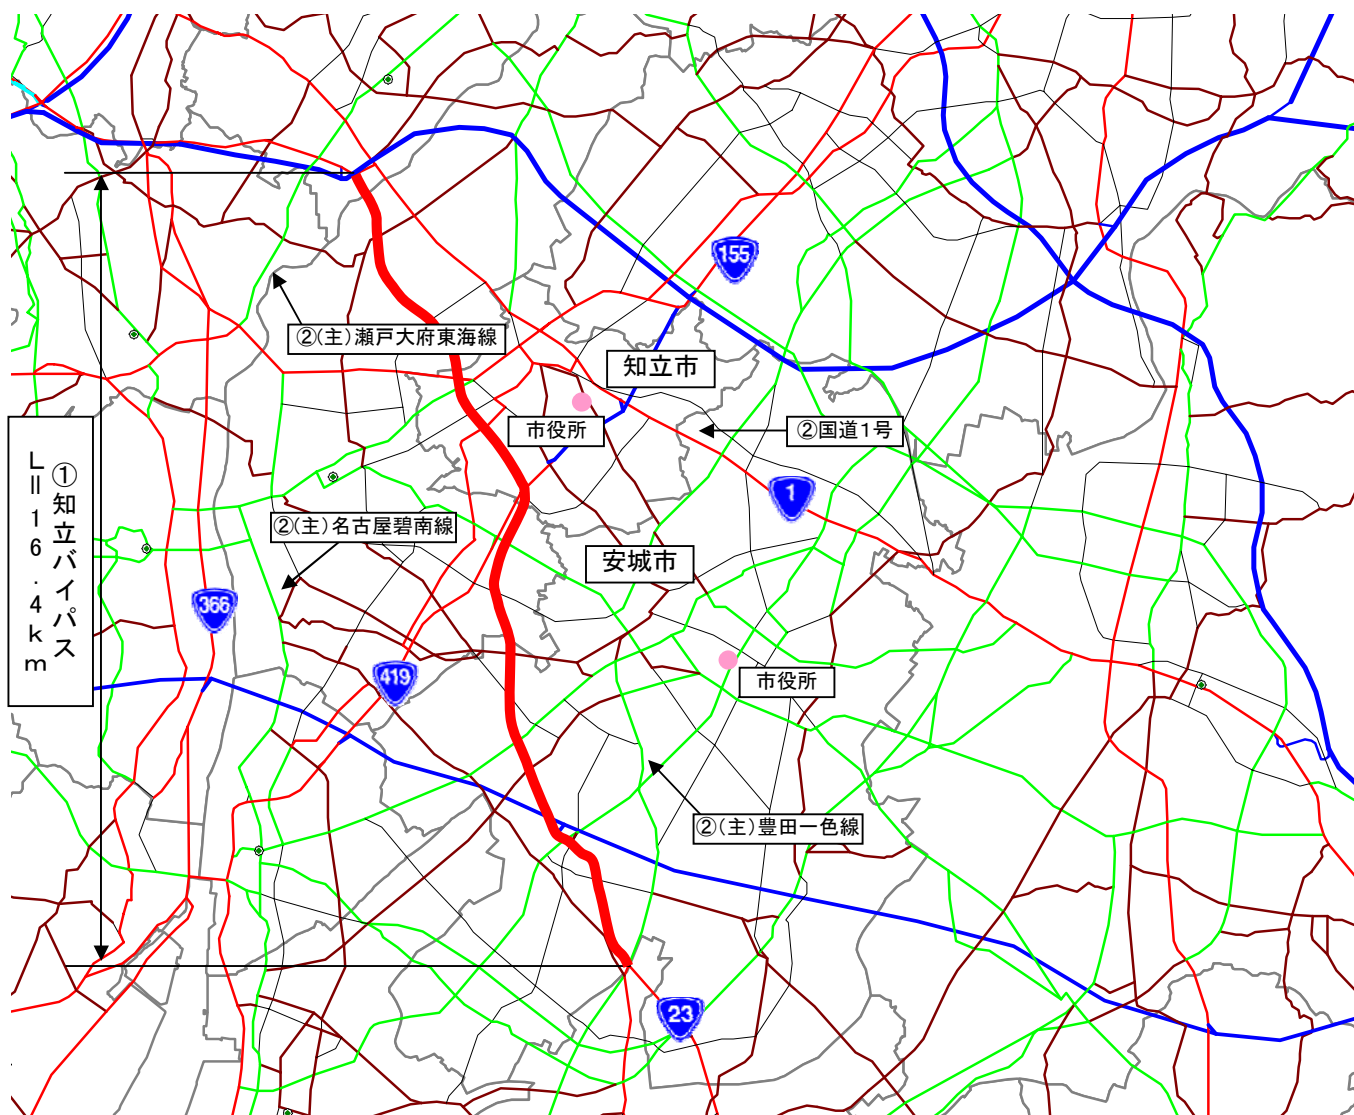 155
②(主)瀬戸大府東海線
知立市
市役所
②国道1号
①知立バイパス
L=16.4km
1
②(主)名古屋碧南線
安城市
366
419
市役所
②(主)豊田一色線
23